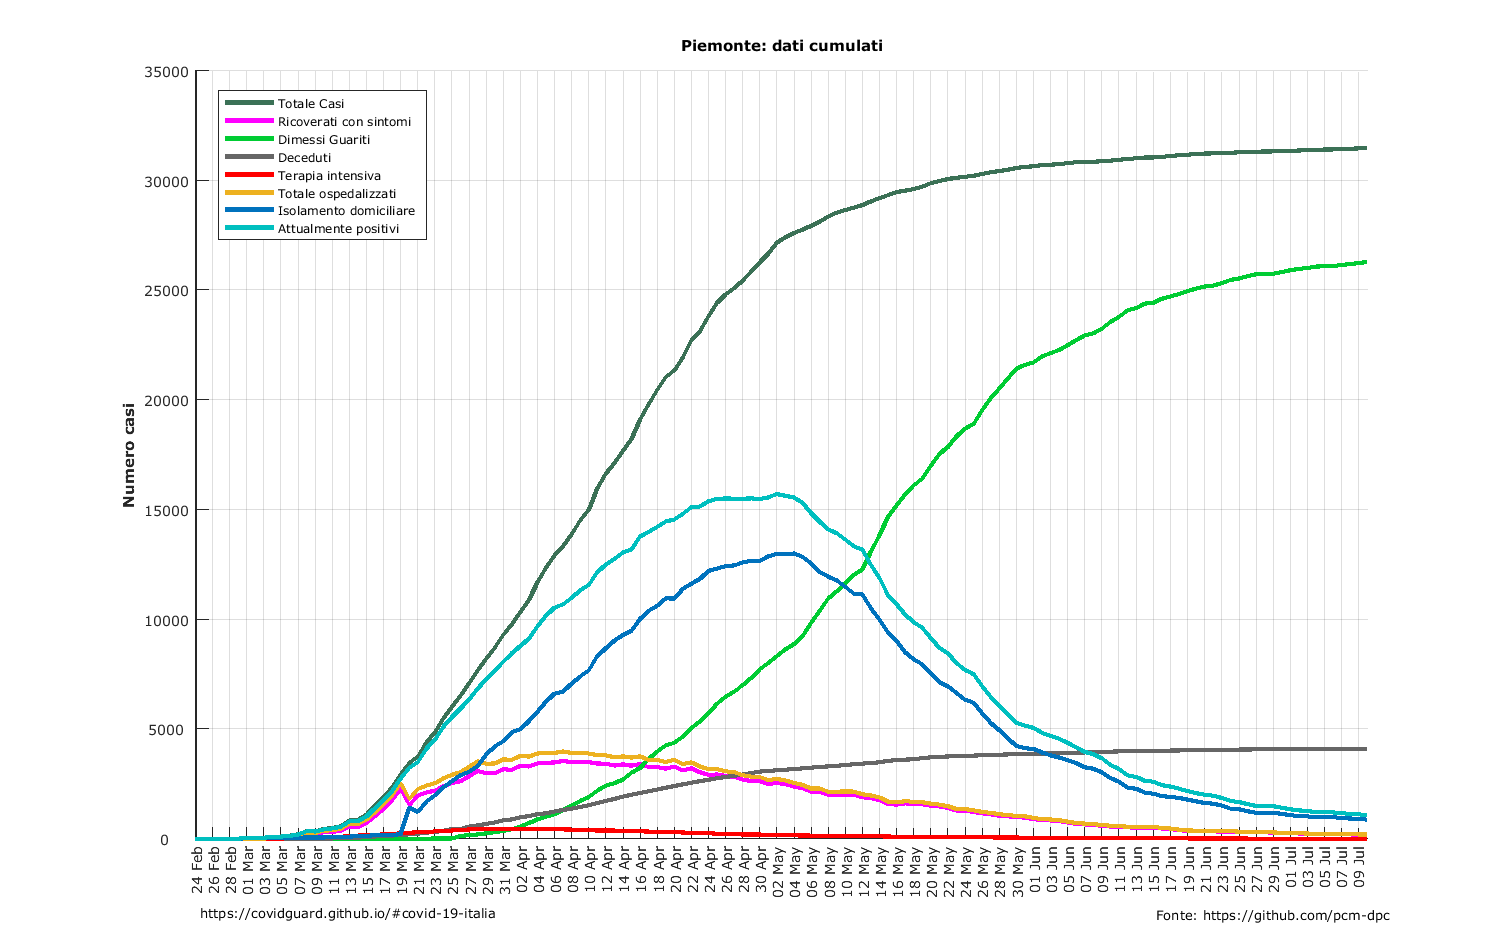 Piemonte: dati cumulati
35000
30000
25000
20000
15000
10000
5000
0
Numero casi
Totale Casi
Ricoverati con sintomi
Dimessi Guariti
Deceduti
Terapia intensiva
Totale ospedalizzati
Isolamento domiciliare
Attualmente positivi
24 Feb
26 Feb
28 Feb
01 Mar
03 Mar
05 Mar
07 Mar
09 Mar
11 Mar
13 Mar
15 Mar
17 Mar
19 Mar
21 Mar
23 Mar
25 Mar
27 Mar
29 Mar
31 Mar
02 Apr
04 Apr
06 Apr
08 Apr
10 Apr
12 Apr
14 Apr
16 Apr
18 Apr
20 Apr
22 Apr
24 Apr
26 Apr
28 Apr
30 Apr
02 May
04 May
06 May
08 May
10 May
12 May
14 May
16 May
18 May
20 May
22 May
24 May
26 May
28 May
30 May
01 Jun
03 Jun
05 Jun
07 Jun
09 Jun
11 Jun
13 Jun
15 Jun
17 Jun
19 Jun
21 Jun
23 Jun
25 Jun
27 Jun
29 Jun
01 Jul
03 Jul
05 Jul
07 Jul
09 Jul
https://covidguard.github.io/#covid-19-italia
Fonte: https://github.com/pcm-dpc